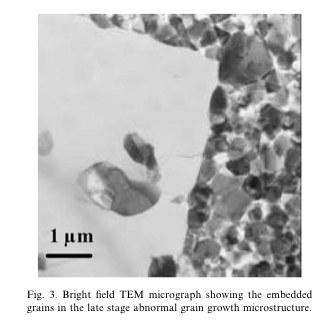 1 μm
Fig. 3. Bright field TEM micrograph showing the embedded
grains in the late stage abnormal grain growth microstructure.